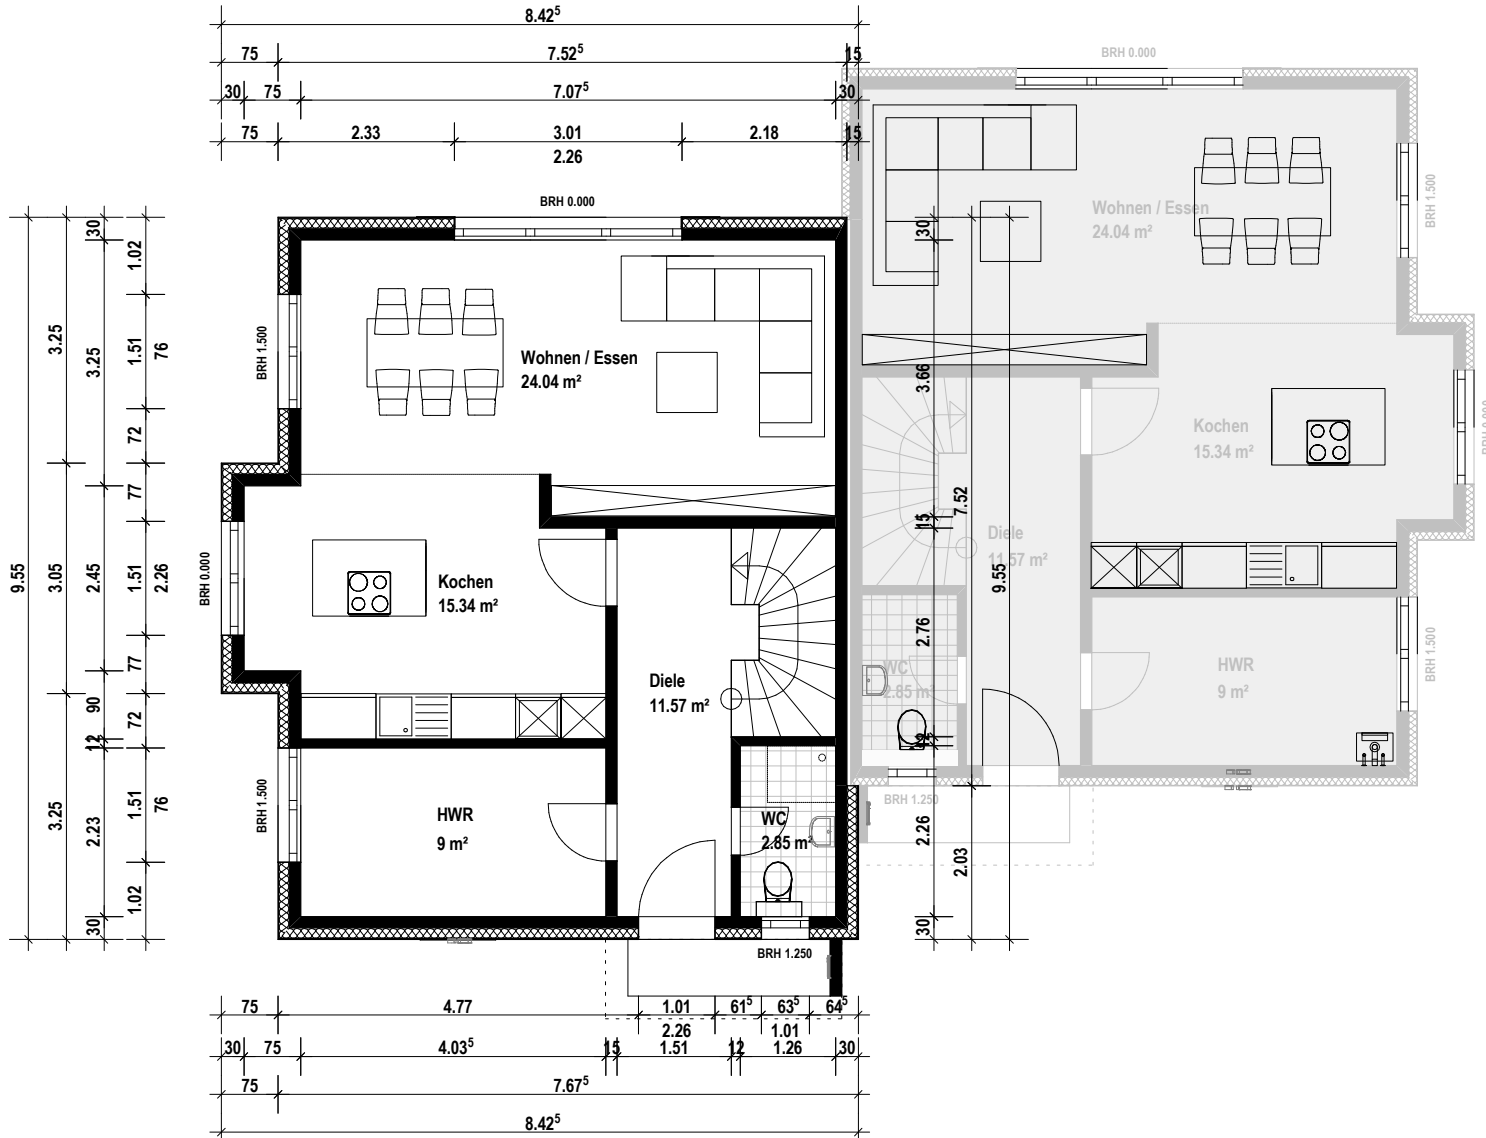 8.42⁵
75
7.52⁵
15
30
75
7.07⁵
30
75
2.33
3.01
2.18
15
2.26
BRH 0.000
BRH 0.000
Wohnen / Essen
24.04 m²
BRH 1.500
Kochen
15.34 m²
Diele
11.57 m²
WC
2.85 m²
HWR
9 m²
BRH 1.500
BRH 1.250
9.55
3.25
3.05
3.25
30
3.25
2.45
90
12
2.23
30
1.02
1.51
76
72
77
1.51
2.26
77
72
1.51
76
1.02
BRH 1.500
BRH 0.000
BRH 1.500
Wohnen / Essen
24.04 m²
Kochen
15.34 m²
Diele
11.57 m²
HWR
9 m²
WC
2.85 m²
BRH 1.250
30
3.66
15
2.76
2.26
30
7.52
2.03
9.55
75
4.77
1.01
61⁵
63⁵
64⁵
2.26
1.01
30
75
4.03⁵
15
1.51
12
1.26
30
75
7.67⁵
8.42⁵